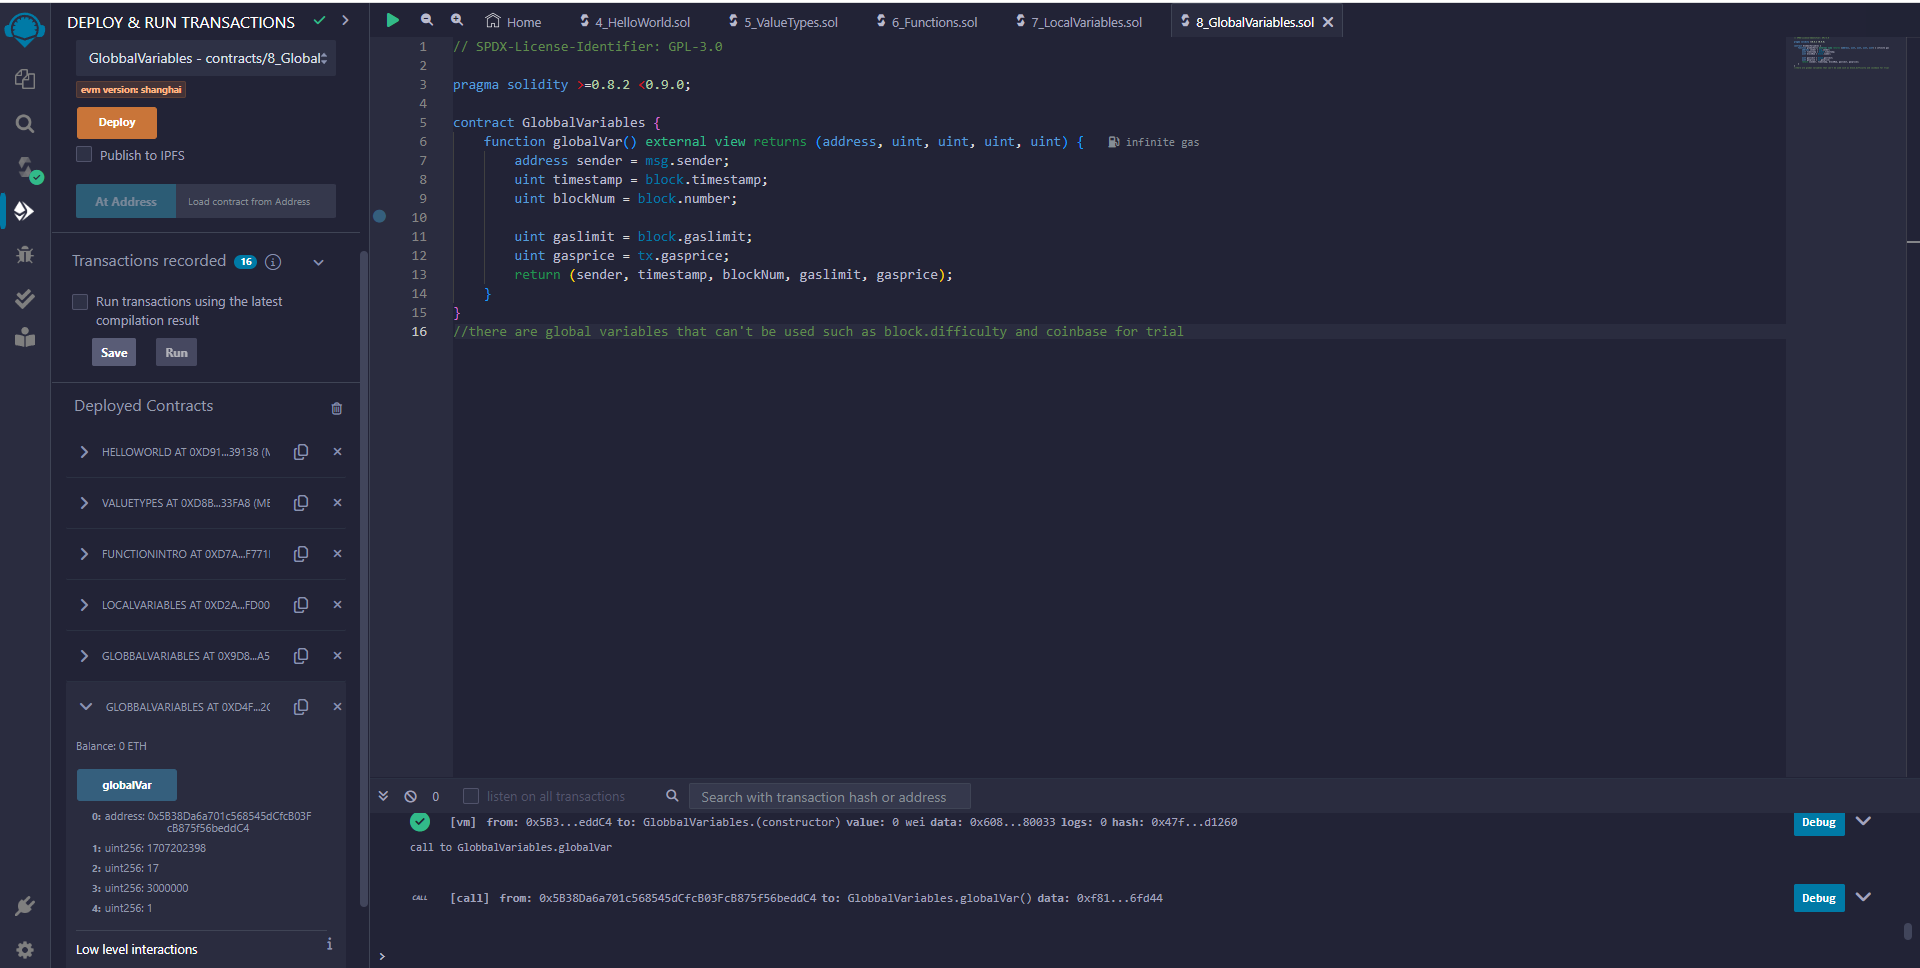 DEPLOY & RUN TRANSACTIONS
GlobbalVariables - contracts/8_Global
evm version: shanghai
Deploy
Publish to IPFS
At Address
Load contract from Address
Transactions recorded 16 i
Run transactions using the latest
compilation result
Save
Run
Deployed Contracts
HELLOWORLD AT 0XD91...39138 (M
VALUETYPES AT 0XD8B...33FA8 (ME
FUNCTIONINTRO AT 0XD7A...F771
LOCALVARIABLES AT 0XD2A...FD00
GLOBBALVARIABLES AT 0X9D8...A5
GLOBBALVARIABLES AT 0XD4F...2
Balance: 0 ETH
globalVar
0: address: 0x5B38Da6a701c568545dCfcB03F
cB875f56beddC4
1: uint256: 1707202398
2: uint256: 17
3: uint256: 3000000
4: uint256: 1
Low level interactions i
Home
4_HelloWorld.sol
5_ValueTypes.sol
6_Functions.sol
7_LocalVariables.sol
8_GlobalVariables.sol
1 // SPDX-License-Identifier: GPL-3.0
2
3 pragma solidity >=0.8.2 <0.9.0;
4
5 contract GlobbalVariables {
6 function globalVar() external view returns (address, uint, uint, uint, uint) { infinite gas
7 address sender = msg.sender;
8 uint timestamp = block.timestamp;
9 uint blockNum = block.number;
10
11 uint gaslimit = block.gaslimit;
12 uint gasprice = tx.gasprice;
13 return (sender, timestamp, blockNum, gaslimit, gasprice);
14 }
15 }
16 //there are global variables that can't be used such as block.difficulty and coinbase for trial
0
listen on all transactions
Search with transaction hash or address
[vm] from: 0x5B3...eddC4 to: GlobbalVariables.(constructor) value: 0 wei data: 0x608...80033 logs: 0 hash: 0x47f...d1260
Debug
call to GlobbalVariables.globalVar
CALL [call] from: 0x5B38Da6a701c568545dCfcB03FcB875f56beddC4 to: GlobbalVariables.globalVar() data: 0xf81...6fd44
Debug
>